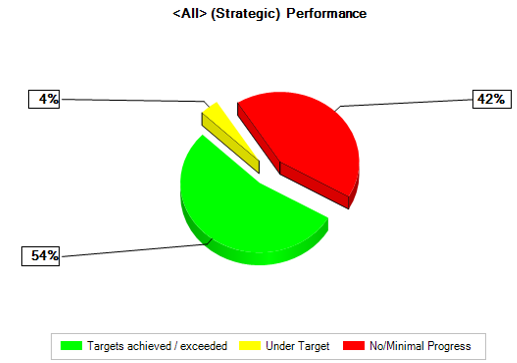 <All> (Strategic) Performance
4%
42%
54%
Targets achieved / exceeded Under Target No/Minimal Progress